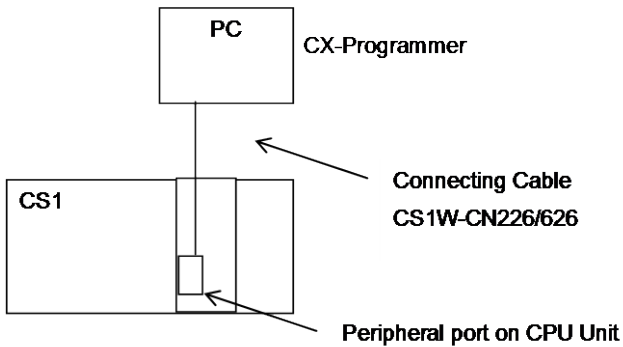 PC
CX-Programmer
Connecting Cable
CS1W-CN226/626
CS1
Peripheral port on CPU Unit